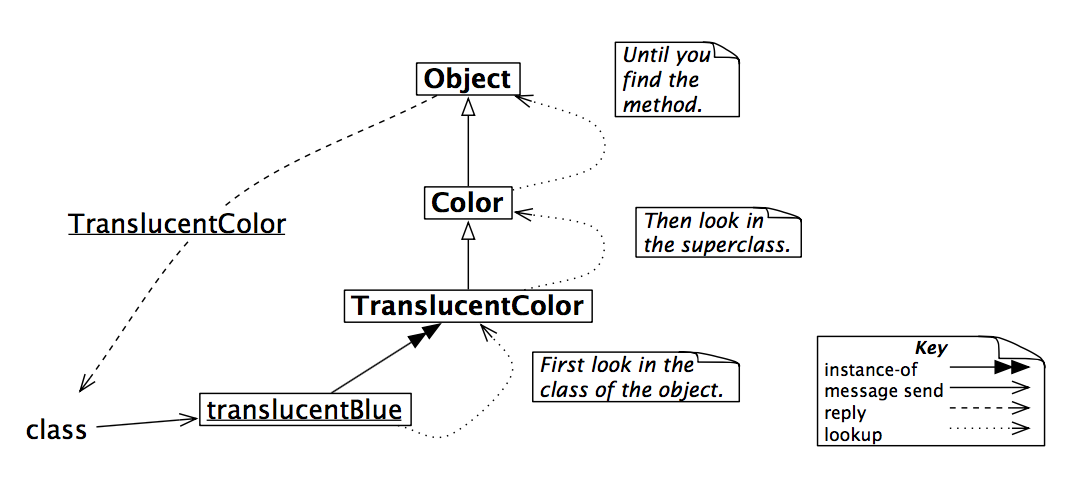 Until you
find the
method.
Object
Color
TranslucentColor
Then look in
the superclass.
TranslucentColor
First look in the
class of the object.
translucentBlue
class
Key
instance-of
message send
reply
lookup